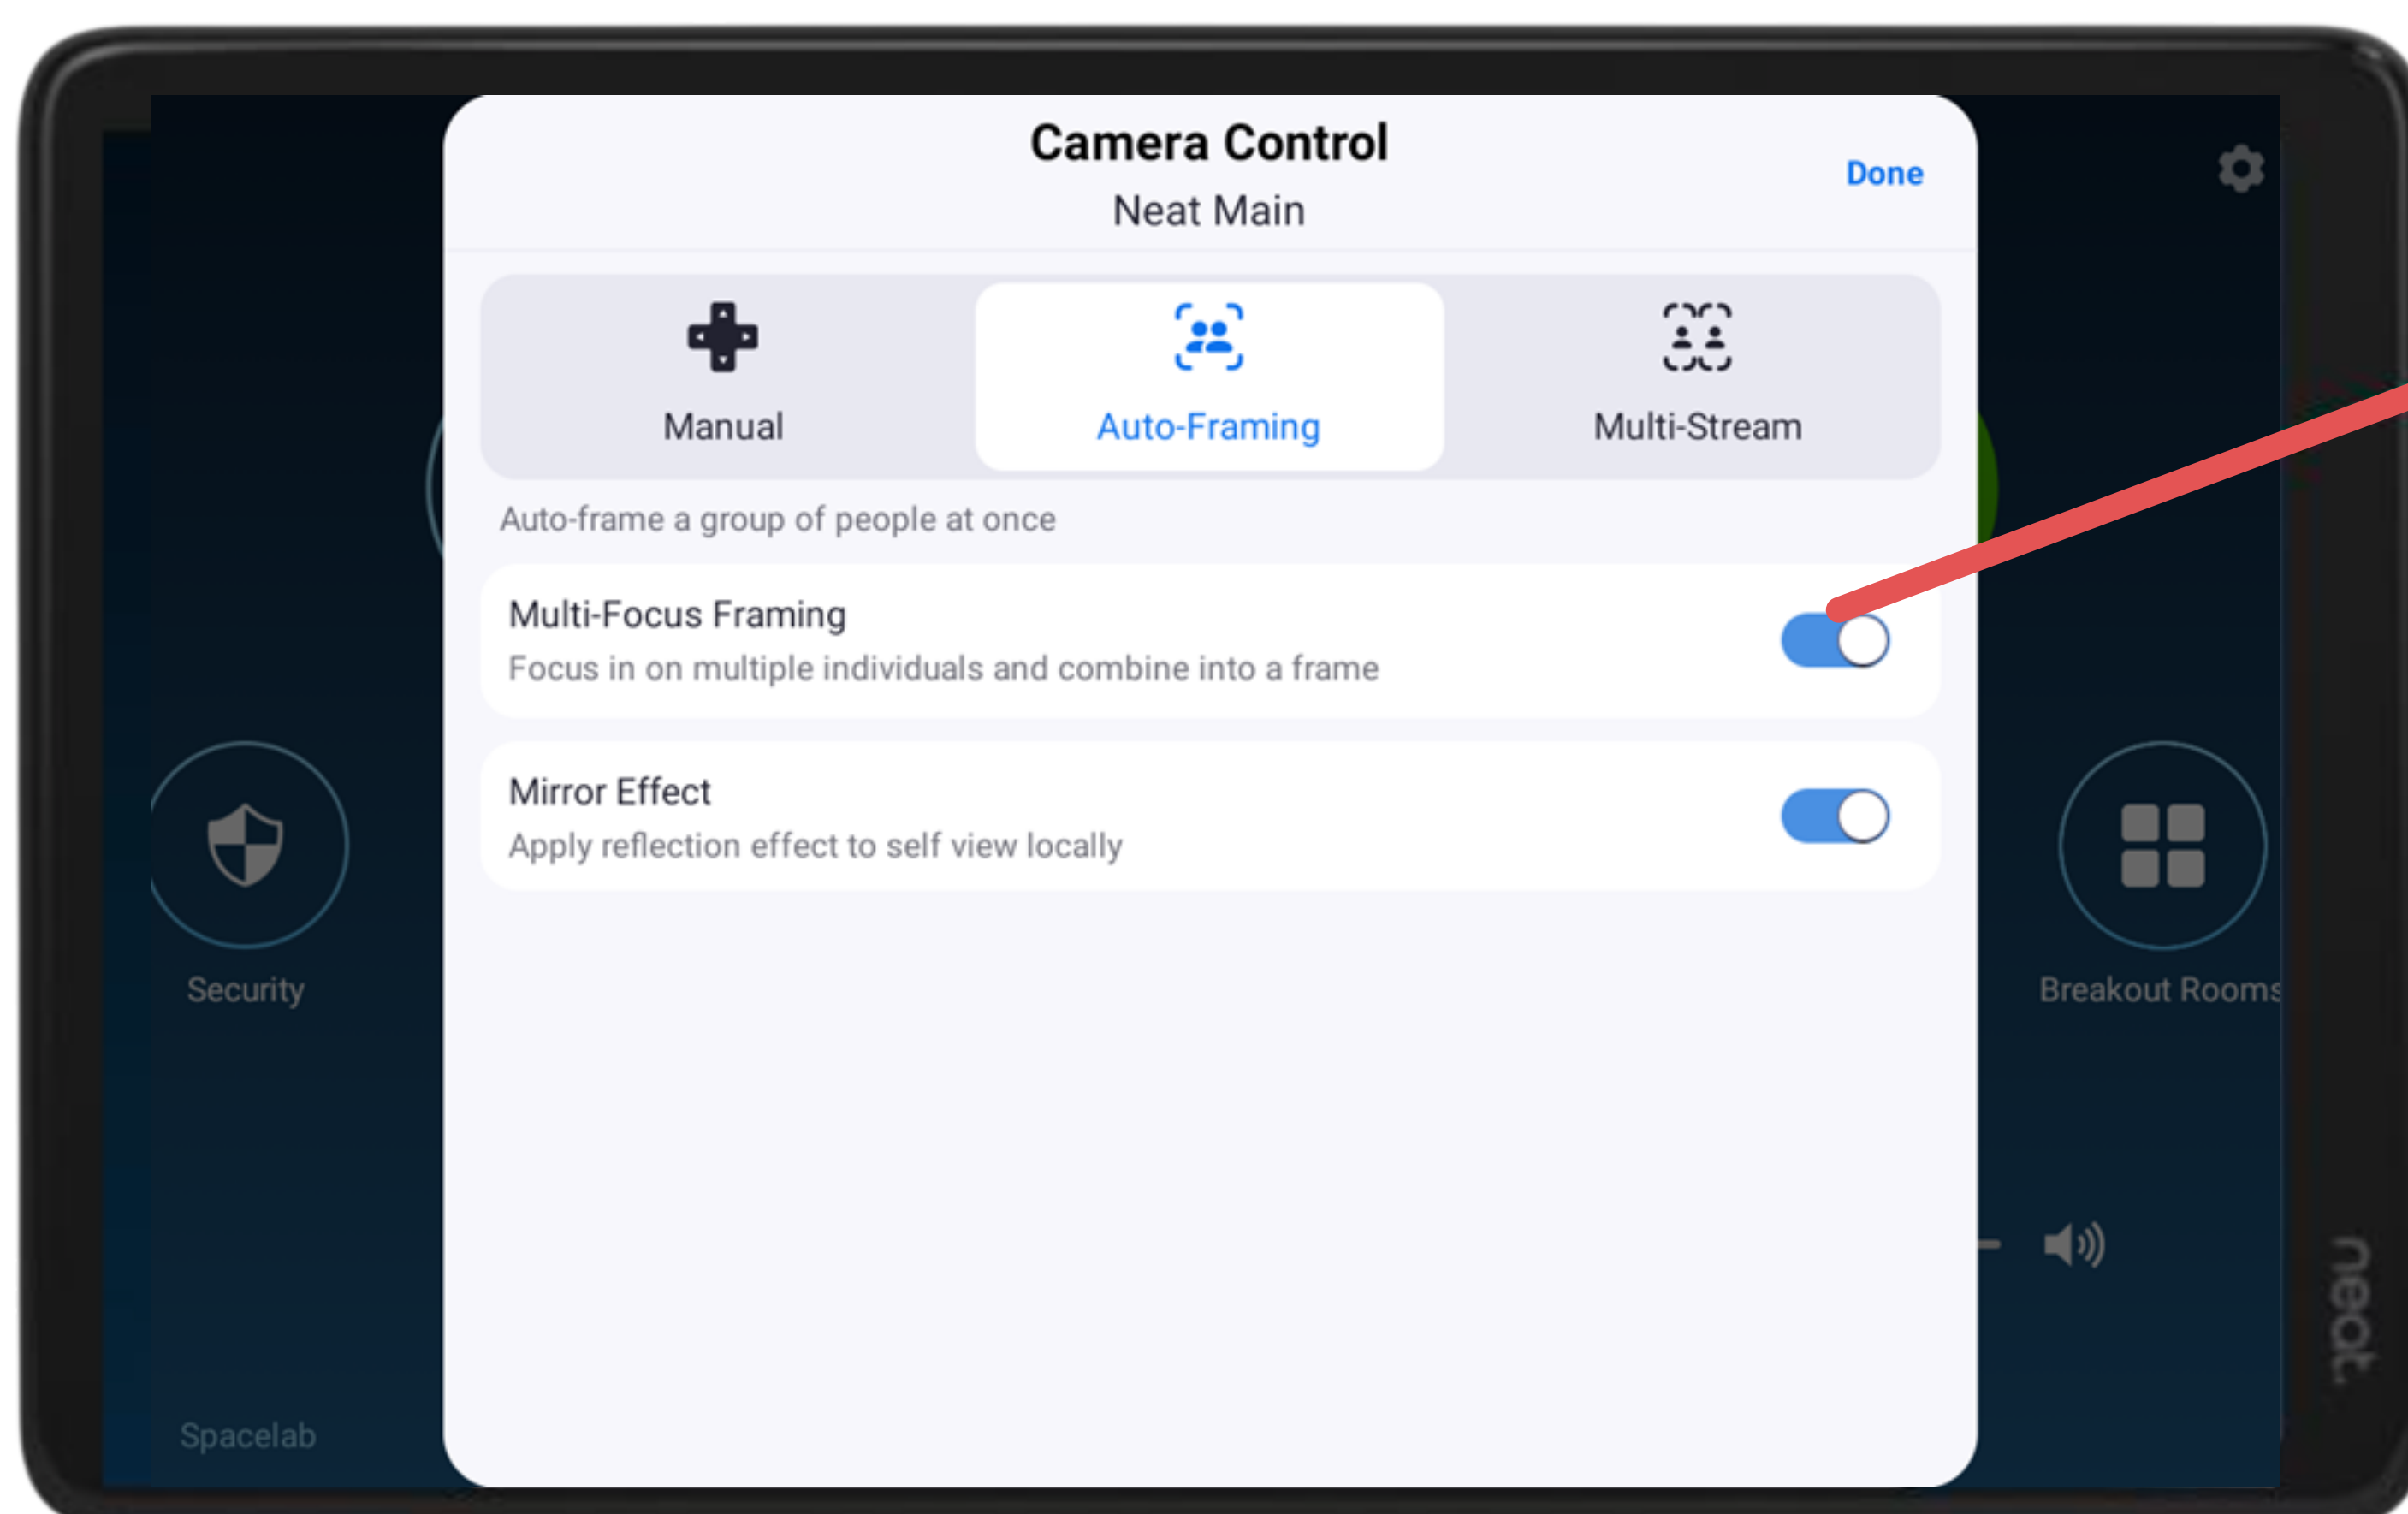 Camera Control
Done
Neat Main
Manual
Auto-Framing
Multi-Stream
Auto-frame a group of people at once
Multi-Focus Framing
Focus in on multiple individuals and combine into a frame
Mirror Effect
Apply reflection effect to self view locally
Security
Breakout Rooms
Spacelab
neat.